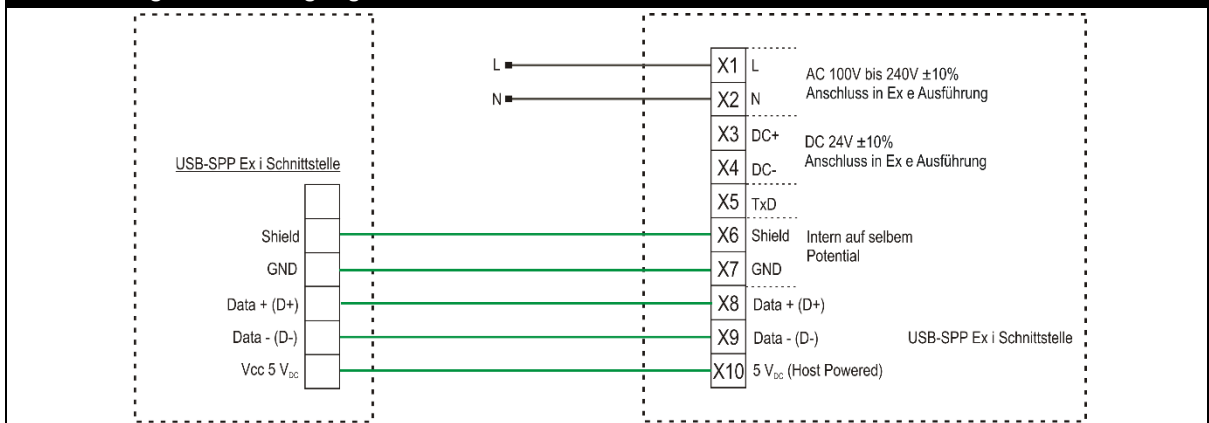 USB-SPP Ex i Schnittstelle
Shield
GND
Data + (D+)
Data - (D-)
Vcc 5 VDC
L
N
X1 L
X2 N
AC 100V bis 240V ±10%
Anschluss in Ex e Ausführung
X3 DC+
X4 DC-
DC 24V ±10%
Anschluss in Ex e Ausführung
X5 TxD
X6 Shield
X7 GND
Intern auf selbem
Potential
X8 Data + (D+)
X9 Data - (D-)
USB-SPP Ex i Schnittstelle
X10 5 VDC (Host Powered)